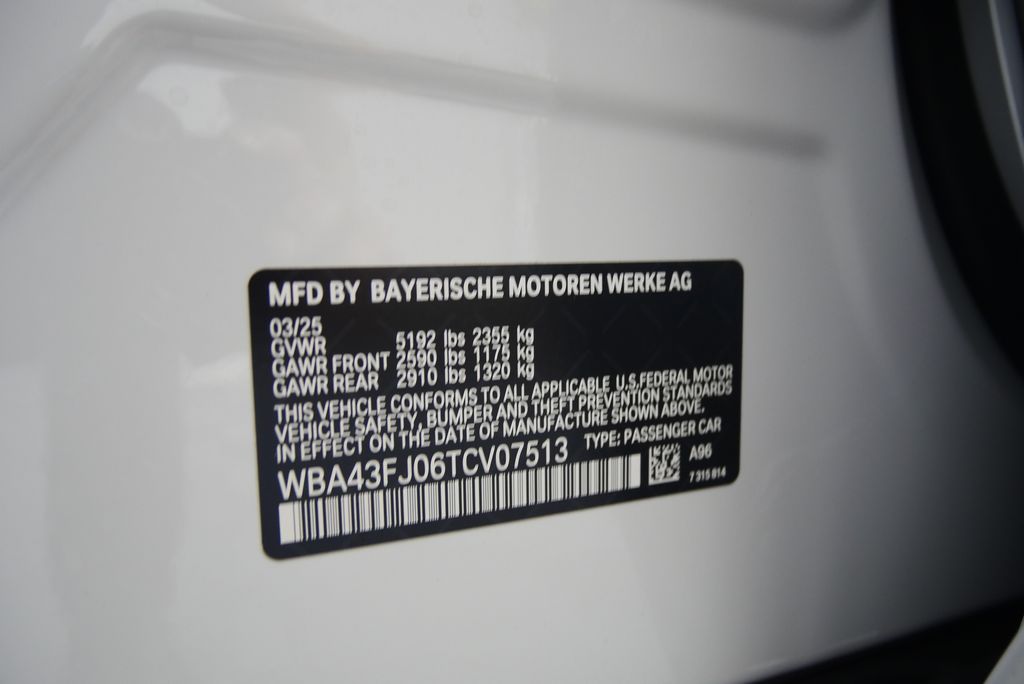 MFD BY BAYERISCHE MOTOREN WERKE AG
03/25
GVWR 5192 lbs 2355 kg
GAWR FRONT 2590 lbs 1175 kg
GAWR REAR 2910 lbs 1320 kg
THIS VEHICLE CONFORMS TO ALL APPLICABLE U.S.FEDERAL MOTOR
VEHICLE SAFETY, BUMPER AND THEFT PREVENTION STANDARDS
IN EFFECT ON THE DATE OF MANUFACTURE SHOWN ABOVE.
WBA43FJ06TCV07513 TYPE: PASSENGER CAR
A96
7 315 814